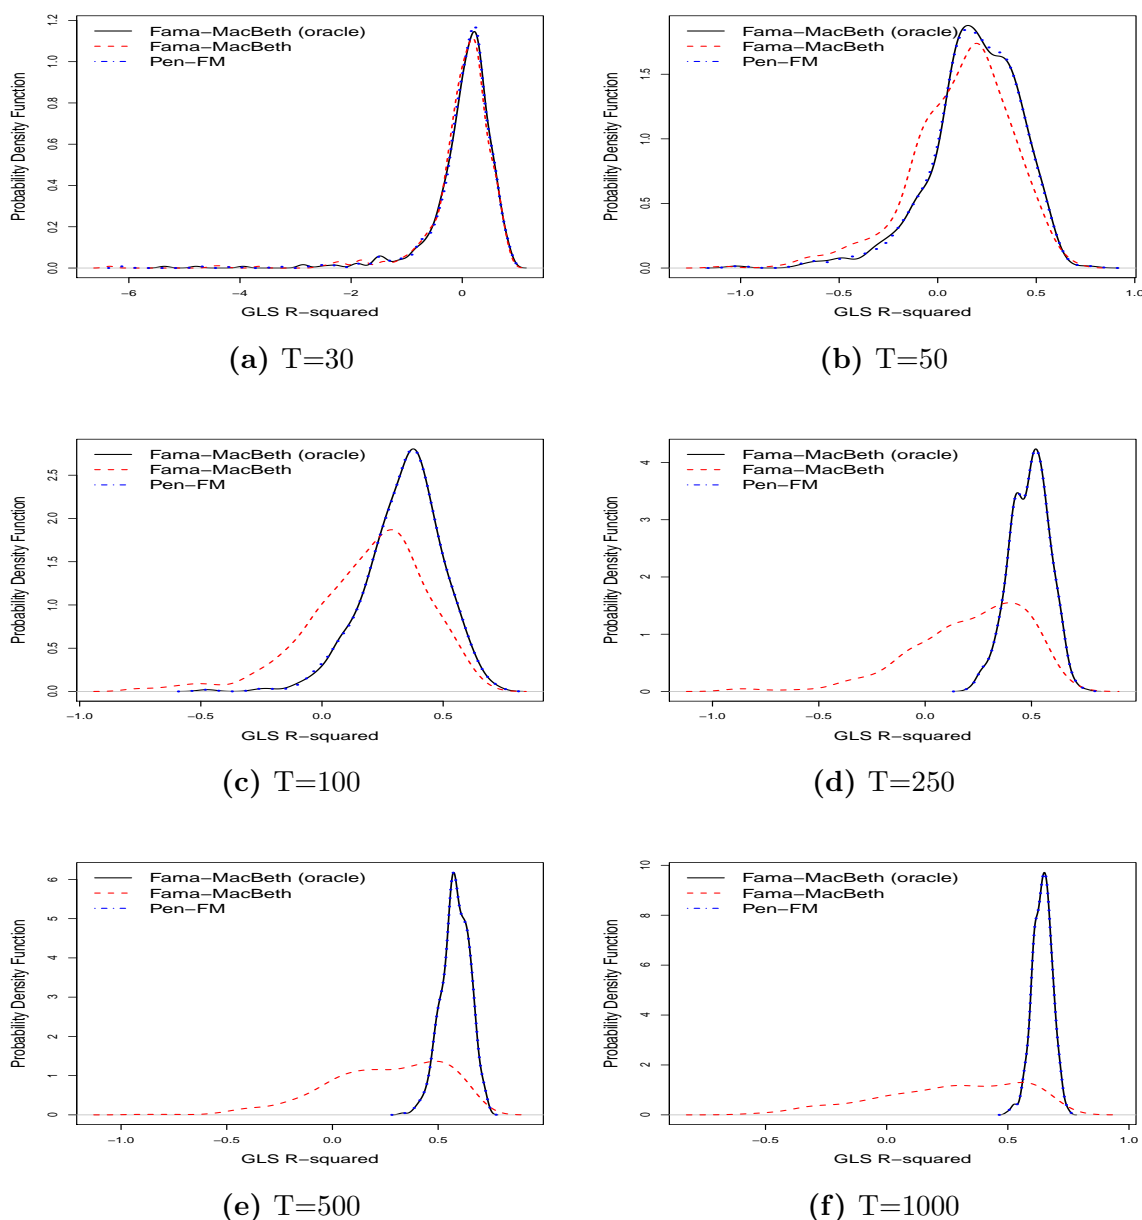 Fama−MacBeth (oracle)
Fama−MacBeth
Pen−FM
Probability Density Function
0.0 0.2 0.4 0.6 0.8 1.0 1.2
−6 −4 −2 0
GLS R−squared
(a) T=30
Fama−MacBeth (oracle)
Fama−MacBeth
Pen−FM
Probability Density Function
0.0 0.5 1.0 1.5
−1.0 −0.5 0.0 0.5 1.0
GLS R−squared
(b) T=50
Fama−MacBeth (oracle)
Fama−MacBeth
Pen−FM
Probability Density Function
0.0 0.5 1.0 1.5 2.0 2.5
−1.0 −0.5 0.0 0.5
GLS R−squared
(c) T=100
Fama−MacBeth (oracle)
Fama−MacBeth
Pen−FM
Probability Density Function
0 1 2 3 4
−1.0 −0.5 0.0 0.5
GLS R−squared
(d) T=250
Fama−MacBeth (oracle)
Fama−MacBeth
Pen−FM
Probability Density Function
0 1 2 3 4 5 6
−1.0 −0.5 0.0 0.5
GLS R−squared
(e) T=500
Fama−MacBeth (oracle)
Fama−MacBeth
Pen−FM
Probability Density Function
0 2 4 6 8 10
−0.5 0.0 0.5 1.0
GLS R−squared
(f) T=1000